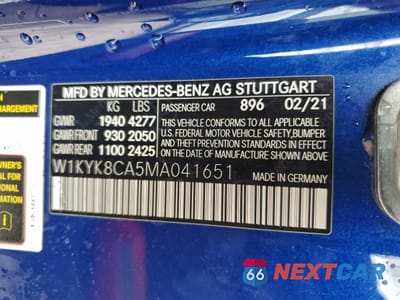 MFD BY MERCEDES-BENZ AG STUTTGART
KG LBS
GVWR 1940 4277
GAWR FRONT 930 2050
GAWR REAR 1100 2425
PASSENGER CAR 896 02/21
THIS VEHICLE CONFORMS TO ALL APPLICABLE
U.S. FEDERAL MOTOR VEHICLE SAFETY, BUMPER
AND THEFT PREVENTION STANDARDS IN EFFECT
ON THE DATE OF MANUFACTURE SHOWN ABOVE.
W1KYK8CA5MA041651
MADE IN GERMANY
66 NEXTCAR